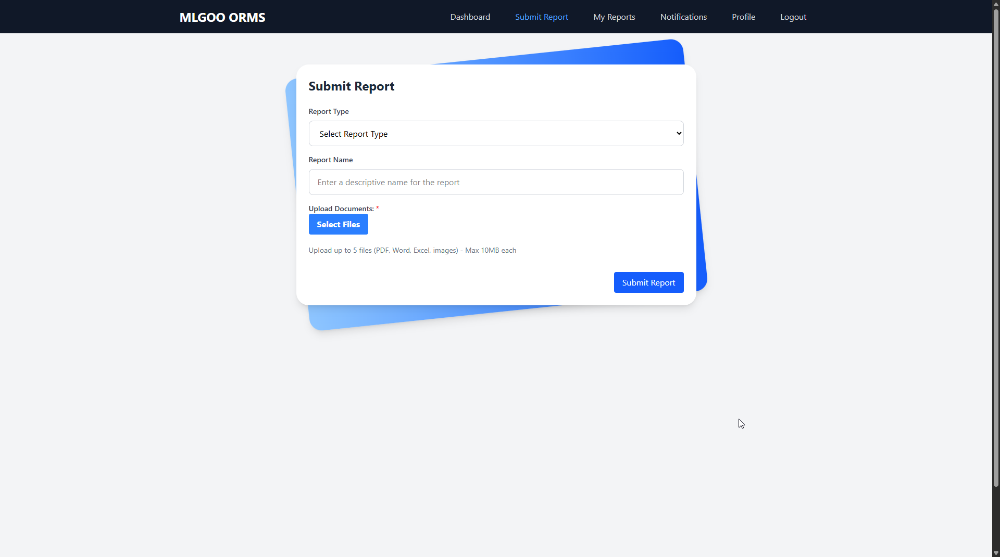 MLGOO ORMS
Dashboard
Submit Report
My Reports
Notifications
Profile
Logout
Submit Report
Report Type
Select Report Type
Report Name
Enter a descriptive name for the report
Upload Documents: *
Select Files
Upload up to 5 files (PDF, Word, Excel, images) - Max 10MB each
Submit Report